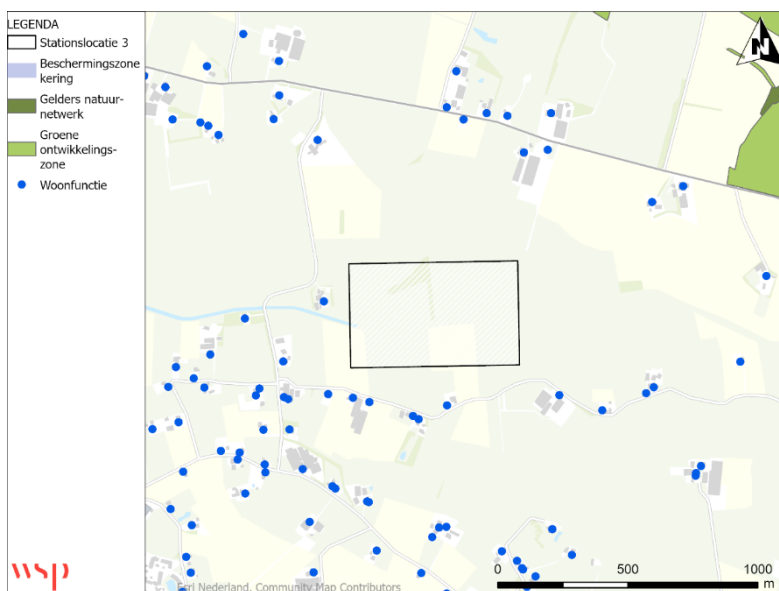 LEGENDA
Stationslocatie 3
Beschermingszone
kering
Gelders natuur-
netwerk
Groene
ontwikkelings-
zone
Woonfunctie
N
wsp
Esri Nederland, Community Map Contributors
0 500 1000
m